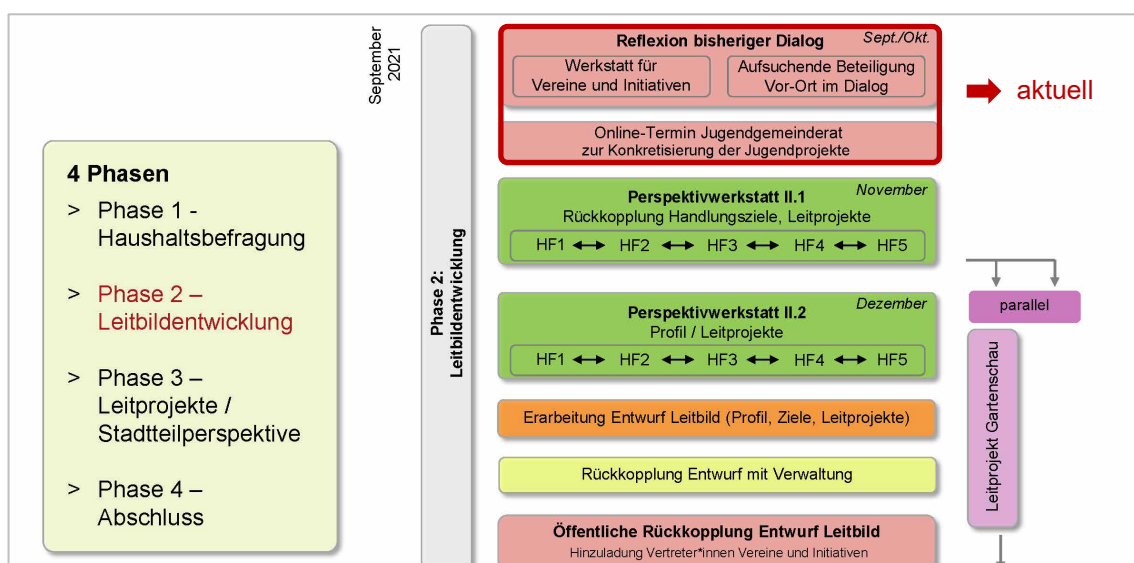 4 Phasen
> Phase 1 -
Haushaltsbefragung
> Phase 2 –
Leitbildentwicklung
> Phase 3 –
Leitprojekte /
Stadtteilperspektive
> Phase 4 –
Abschluss
September
2021
Phase 2:
Leitbildentwicklung
Reflexion bisheriger Dialog
Sept./Okt.
Werkstatt für
Vereine und Initiativen
Aufsuchende Beteiligung
Vor-Ort im Dialog
Online-Termin Jugendgemeinderat
zur Konkretisierung der Jugendprojekte
aktuell
November
Perspektivwerkstatt II.1
Rückkopplung Handlungsziele, Leitprojekte
HF1 HF2 HF3 HF4 HF5
Dezember
Perspektivwerkstatt II.2
Profil / Leitprojekte
HF1 HF2 HF3 HF4 HF5
Erarbeitung Entwurf Leitbild (Profil, Ziele, Leitprojekte)
Rückkopplung Entwurf mit Verwaltung
Öffentliche Rückkopplung Entwurf Leitbild
Hinzuladung Vertreter*innen Vereine und Initiativen
parallel
Leitprojekt Gartenschau